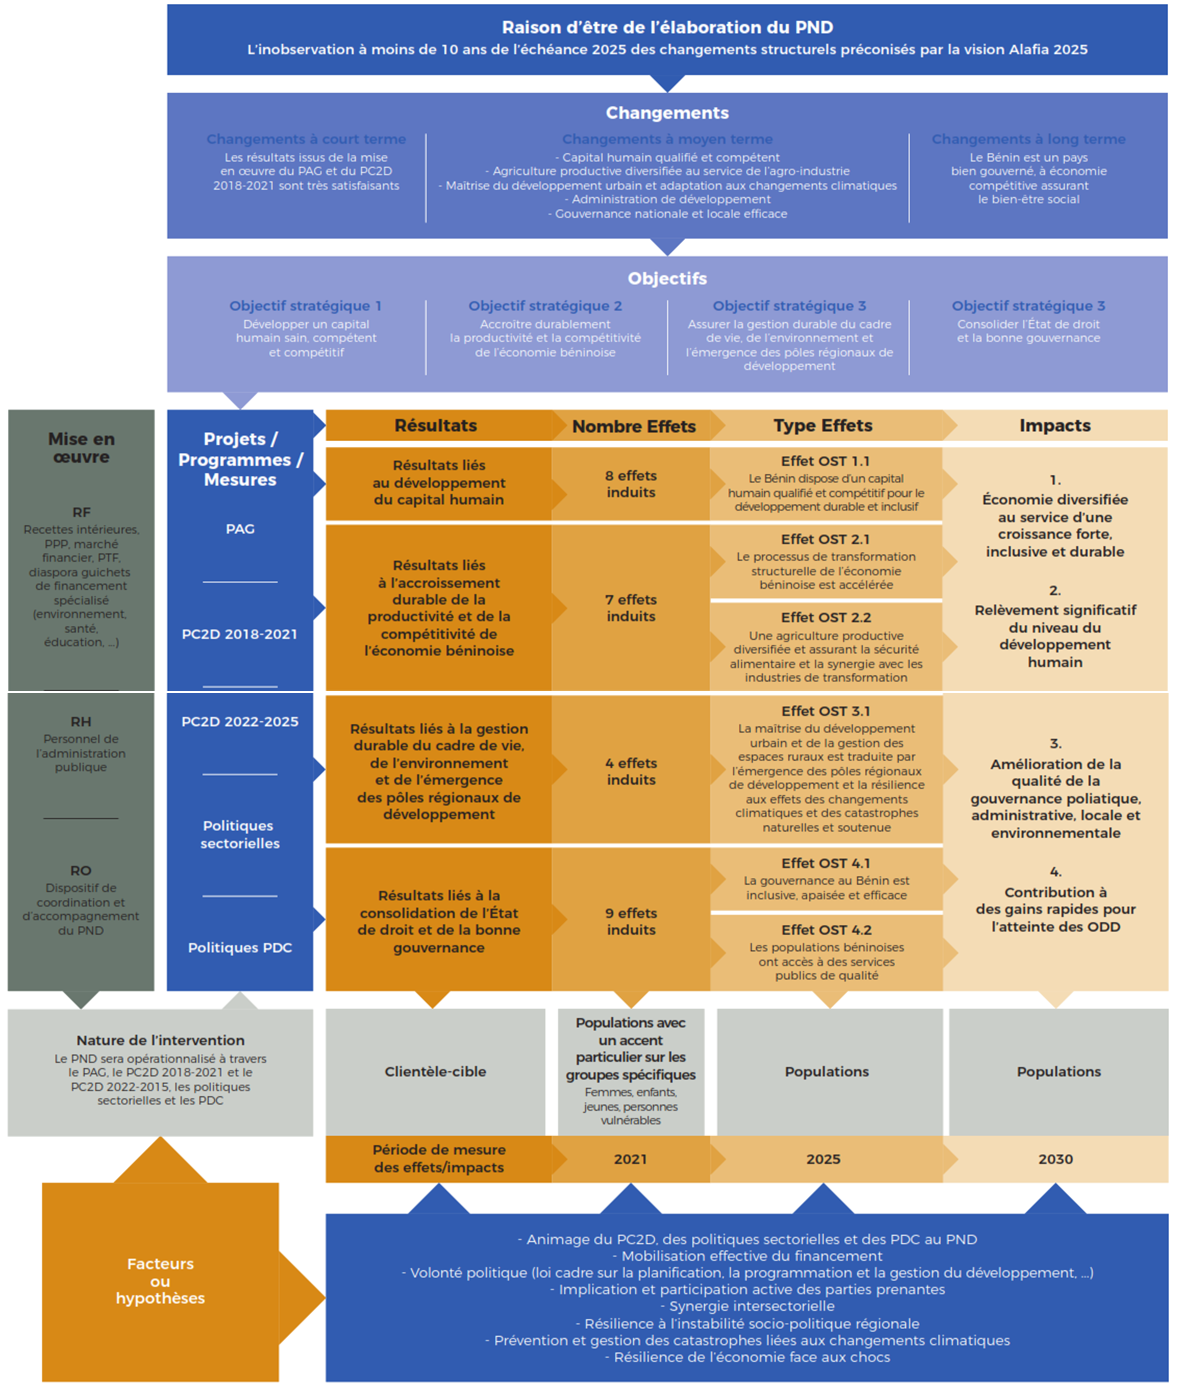 Raison d'être de l'élaboration du PND
L'inobservation à moins de 10 ans de l'échéance 2025 des changements structurels préconisés par la vision Alafia 2025
Changements
Changements à court terme
Les résultats issus de la mise
en œuvre du PAG et du PC2D
2018-2021 sont très satisfaisants
Changements à moyen terme
- Capital humain qualifié et compétent
- Agriculture productive diversifiée au service de l'agro-industrie
- Maîtrise du développement urbain et adaptation aux changements climatiques
- Administration de développement
- Gouvernance nationale et locale efficace
Changements à long terme
Le Bénin est un pays
bien gouverné, à économie
compétitive assurant
le bien-être social
Objectifs
Objectif stratégique 1
Développer un capital
humain sain, compétent
et compétitif
Objectif stratégique 2
Accroître durablement
la productivité et la compétitivité
de l'économie béninoise
Objectif stratégique 3
Assurer la gestion durable du cadre
de vie, de l'environnement et
l'émergence des pôles régionaux de
développement
Objectif stratégique 3
Consolider l'État de droit
et la bonne gouvernance
Mise en
œuvre
RF
Recettes intérieures,
PPP, marché
financier, PTF,
diaspora guichets
de financement
spécialisé
(environnement,
santé,
éducation, ...)
RH
Personnel de
l'administration
publique
RO
Dispositif de
coordination et
d'accompagnement
du PND
Projets /
Programmes /
Mesures
PAG
PC2D 2018-2021
PC2D 2022-2025
Politiques
sectorielles
Politiques PDC
Résultats
Nombre Effets
Type Effets
Impacts
Résultats liés
au développement
du capital humain
8 effets
induits
Effet OST 1.1
Le Bénin dispose d'un capital
humain qualifié et compétitif pour le
développement durable et inclusif
Résultats liés
à l'accroissement
durable de la
productivité et de la
compétitivité de
l'économie béninoise
7 effets
induits
Effet OST 2.1
Le processus de transformation
structurelle de l'économie
béninoise est accélérée
Effet OST 2.2
Une agriculture productive
diversifiée et assurant la sécurité
alimentaire et la synergie avec les
industries de transformation
Résultats liés à la gestion
durable du cadre de vie,
de l'environnement
et de l'émergence
des pôles régionaux de
développement
4 effets
induits
Effet OST 3.1
La maîtrise du développement
urbain et de la gestion des
espaces ruraux est traduite par
l'émergence des pôles régionaux
de développement et la résilience
aux effets des changements
climatiques et des catastrophes
naturelles et soutenue
Résultats liés à la
consolidation de l'État
de droit et de la bonne
gouvernance
9 effets
induits
Effet OST 4.1
La gouvernance au Bénin est
inclusive, apaisée et efficace
Effet OST 4.2
Les populations béninoises
ont accès à des services
publics de qualité
1.
Économie diversifiée
au service d'une
croissance forte,
inclusive et durable
2.
Relèvement significatif
du niveau du
développement
humain
3.
Amélioration de la
qualité de la
gouvernance poliatique,
administrative, locale et
environnementale
4.
Contribution à
des gains rapides pour
l'atteinte des ODD
Nature de l'intervention
Le PND sera opérationnalisé à travers
le PAG, le PC2D 2018-2021 et le
PC2D 2022-2015, les politiques
sectorielles et les PDC
Clientèle-cible
Populations avec
un accent
particulier sur les
groupes spécifiques
Femmes, enfants,
jeunes, personnes
vulnérables
Populations
Populations
Période de mesure
des effets/impacts
2021
2025
2030
Facteurs
ou
hypothèses
- Animage du PC2D, des politiques sectorielles et des PDC au PND
- Mobilisation effective du financement
- Volonté politique (loi cadre sur la planification, la programmation et la gestion du développement, ...)
- Implication et participation active des parties prenantes
- Synergie intersectorielle
- Résilience à l'instabilité socio-politique régionale
- Prévention et gestion des catastrophes liées aux changements climatiques
- Résilience de l'économie face aux chocs